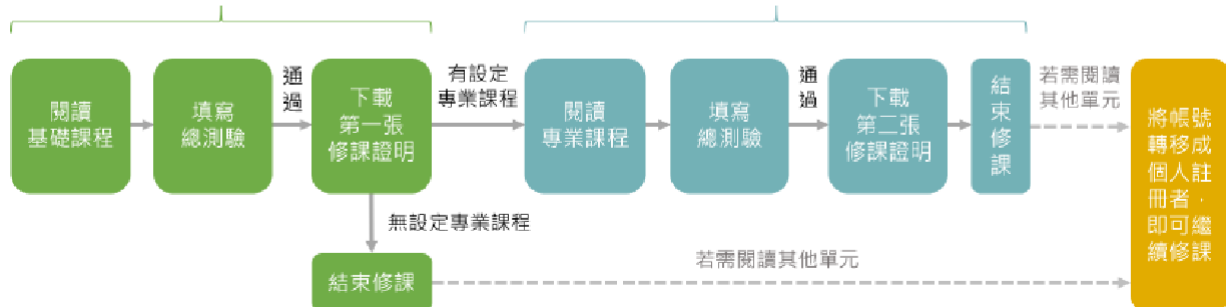 閱讀
基礎課程
填寫
總測驗
通
過
下載
第一張
修課證明
有設定
專業課程
閱讀
專業課程
填寫
總測驗
通
過
下載
第二張
修課證明
結
束
修
課
若需閱讀
其他單元
將帳號
轉移成
個人註
冊者，
即可繼
續修課
無設定專業課程
結束修課
若需閱讀其他單元